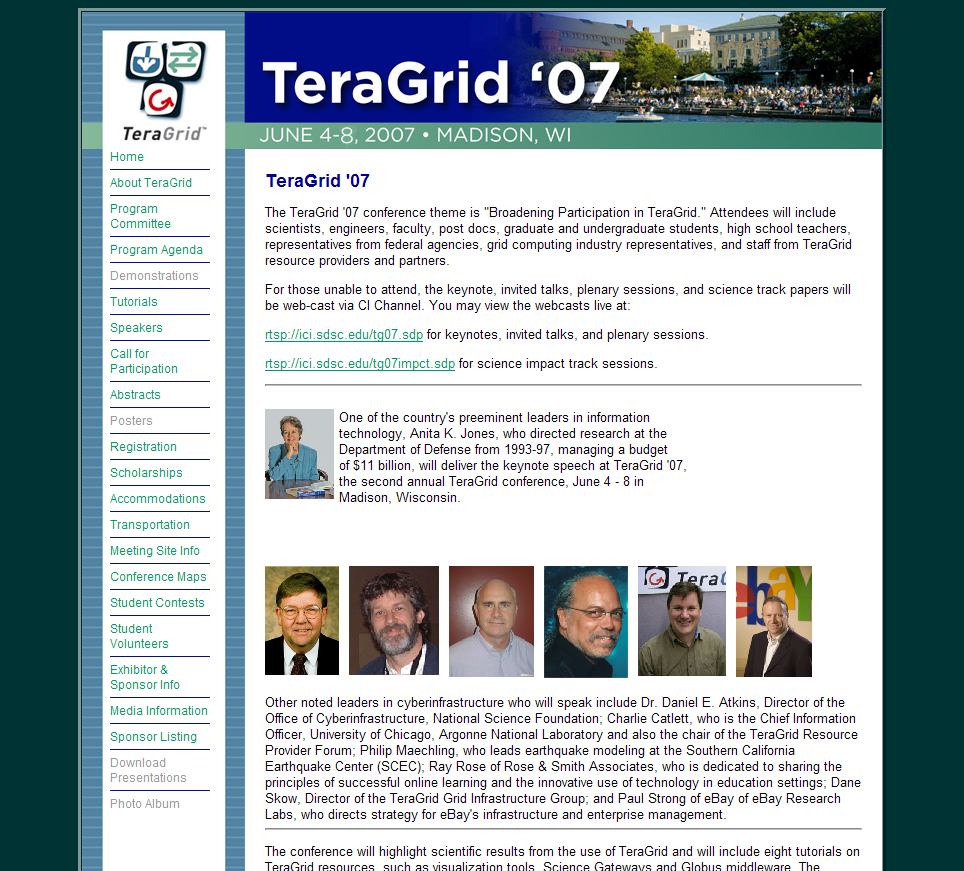 TeraGrid '07
JUNE 4-8, 2007 • MADISON, WI
TeraGrid™
Home
About TeraGrid
Program
Committee
Program Agenda
Demonstrations
Tutorials
Speakers
Call for
Participation
Abstracts
Posters
Registration
Scholarships
Accommodations
Transportation
Meeting Site Info
Conference Maps
Student Contests
Student
Volunteers
Exhibitor &
Sponsor Info
Media Information
Sponsor Listing
Download
Presentations
Photo Album
TeraGrid '07
The TeraGrid '07 conference theme is "Broadening Participation in TeraGrid." Attendees will include
scientists, engineers, faculty, post docs, graduate and undergraduate students, high school teachers,
representatives from federal agencies, grid computing industry representatives, and staff from TeraGrid
resource providers and partners.
For those unable to attend, the keynote, invited talks, plenary sessions, and science track papers will
be web-cast via CI Channel. You may view the webcasts live at:
rtsp://ici.sdsc.edu/tg07.sdp for keynotes, invited talks, and plenary sessions.
rtsp://ici.sdsc.edu/tg07impct.sdp for science impact track sessions.
One of the country's preeminent leaders in information
technology, Anita K. Jones, who directed research at the
Department of Defense from 1993-97, managing a budget
of $11 billion, will deliver the keynote speech at TeraGrid '07,
the second annual TeraGrid conference, June 4 - 8 in
Madison, Wisconsin.
TeraG
ebaY
Other noted leaders in cyberinfrastructure who will speak include Dr. Daniel E. Atkins, Director of the
Office of Cyberinfrastructure, National Science Foundation; Charlie Catlett, who is the Chief Information
Officer, University of Chicago, Argonne National Laboratory and also the chair of the TeraGrid Resource
Provider Forum; Philip Maechling, who leads earthquake modeling at the Southern California
Earthquake Center (SCEC); Ray Rose of Rose & Smith Associates, who is dedicated to sharing the
principles of successful online learning and the innovative use of technology in education settings; Dane
Skow, Director of the TeraGrid Grid Infrastructure Group; and Paul Strong of eBay of eBay Research
Labs, who directs strategy for eBay's infrastructure and enterprise management.
The conference will highlight scientific results from the use of TeraGrid and will include eight tutorials on
TeraGrid resources, such as visualization tools, Science Gateways and Globus middleware. The